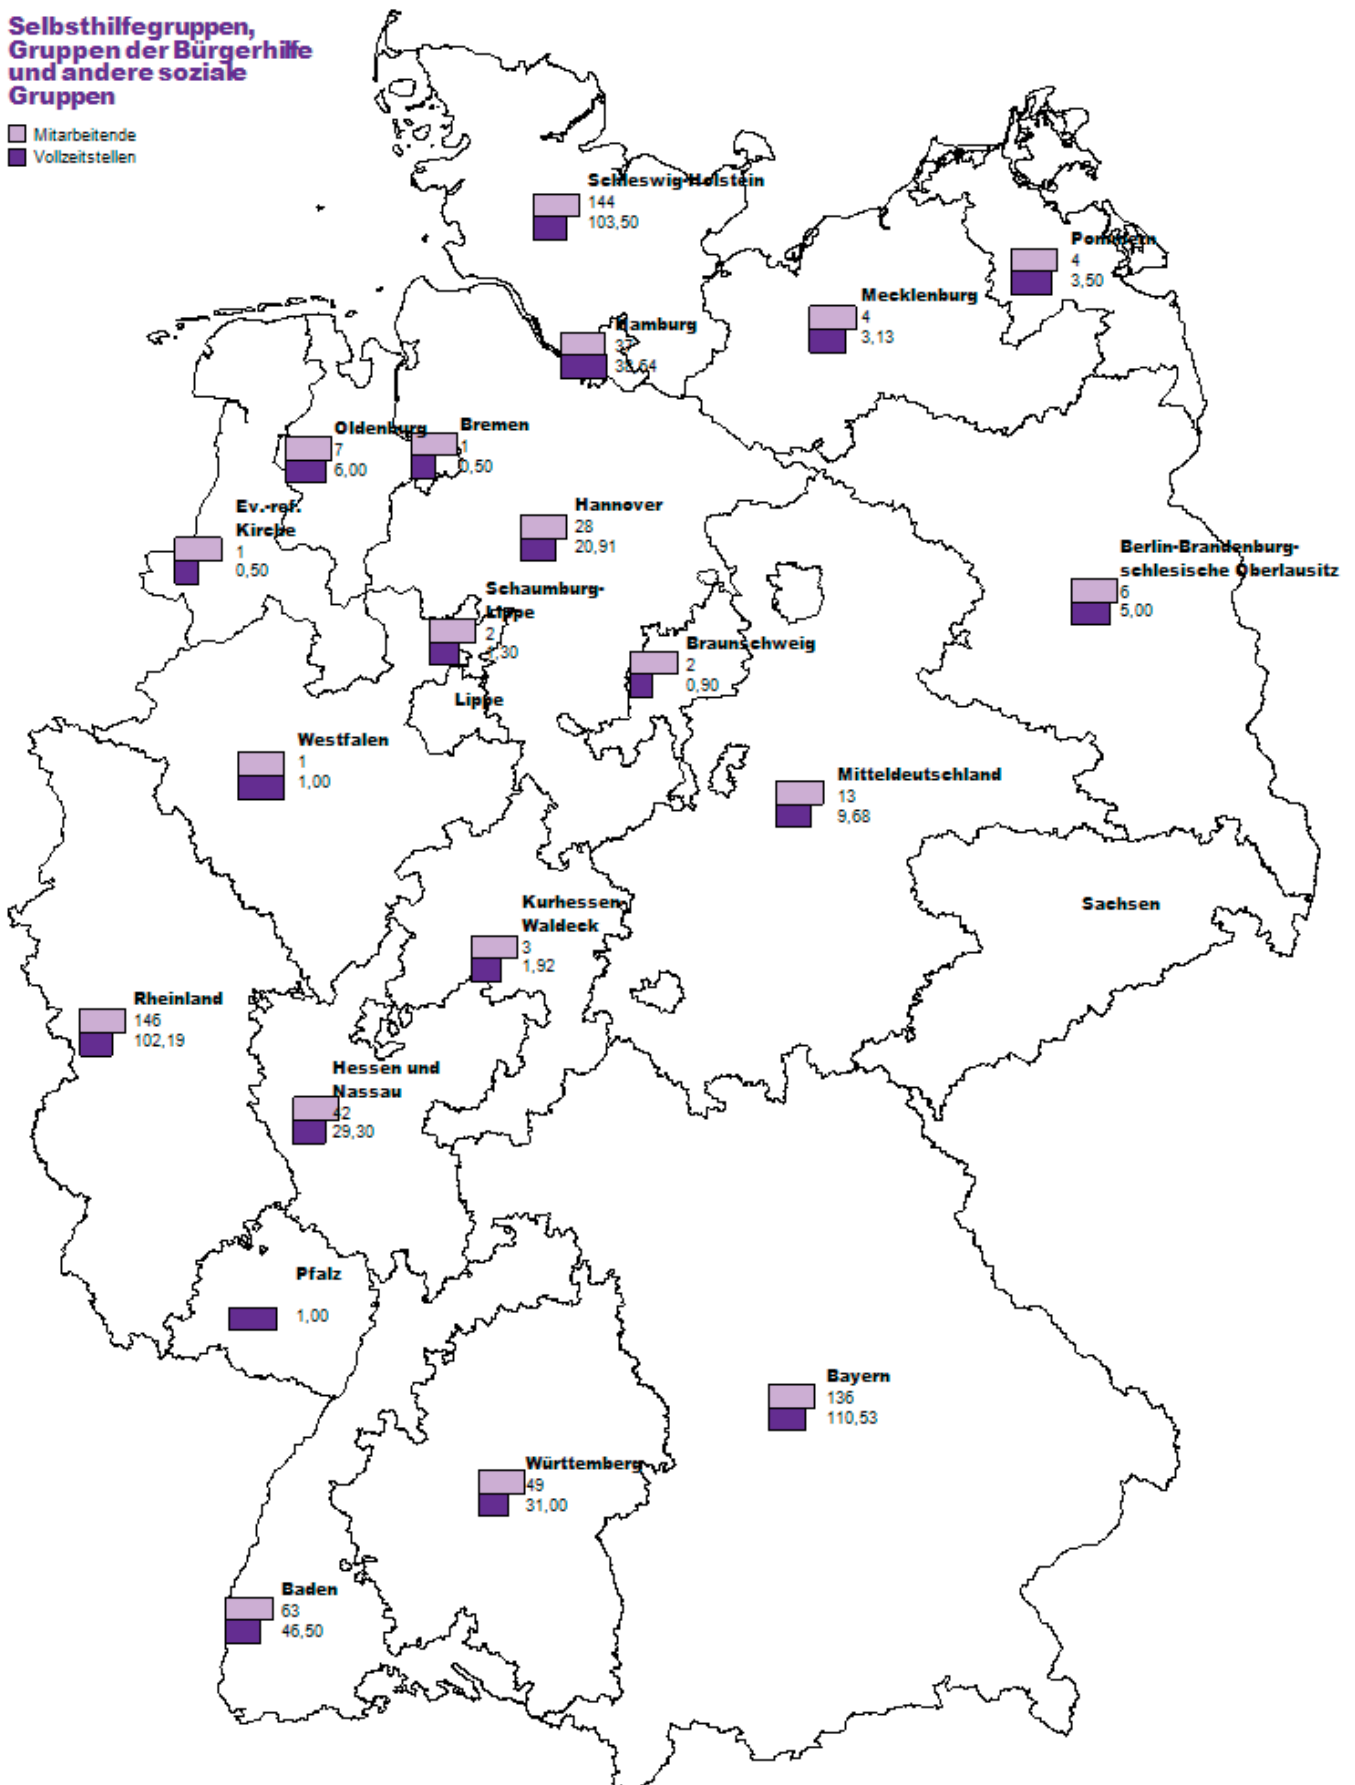 Selbsthilfegruppen,
Gruppen der Bürgerhilfe
und andere soziale
Gruppen
Mitarbeitende
Vollzeitstellen
Schleswig-Holstein
144
103,50
Pommern
4
3,50
Mecklenburg
4
3,13
Hamburg
37
Oldenburg
7
6,00
Bremen
1
0,50
Ev.-ref.
Kirche
1
0,50
Hannover
28
20,91
Berlin-Brandenburg-
schlesische Oberlausitz
6
5,00
Schaumburg-
Lippe
2
1,30
Braunschweig
2
0,90
Lippe
Westfalen
1
1,00
Mitteldeutschland
13
9,68
Sachsen
Kurhessen-
Waldeck
3
1,92
Rheinland
146
102,19
Hessen und
Nassau
42
29,30
Pfalz
1,00
Bayern
136
110,53
Württemberg
49
31,00
Baden
63
46,50